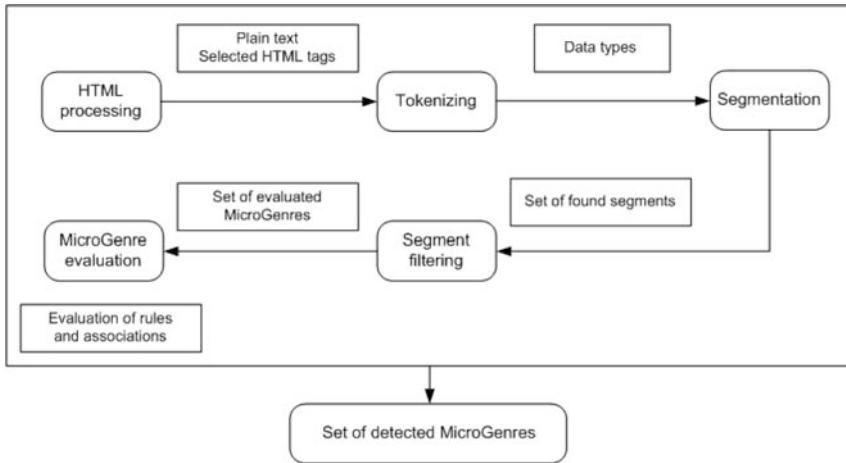 Plain text
Selected HTML tags
Data types
HTML
processing
Tokenizing
Segmentation
Set of evaluated
MicroGenres
Set of found segments
MicroGenre
evaluation
Segment
filtering
Evaluation of rules
and associations
Set of detected MicroGenres